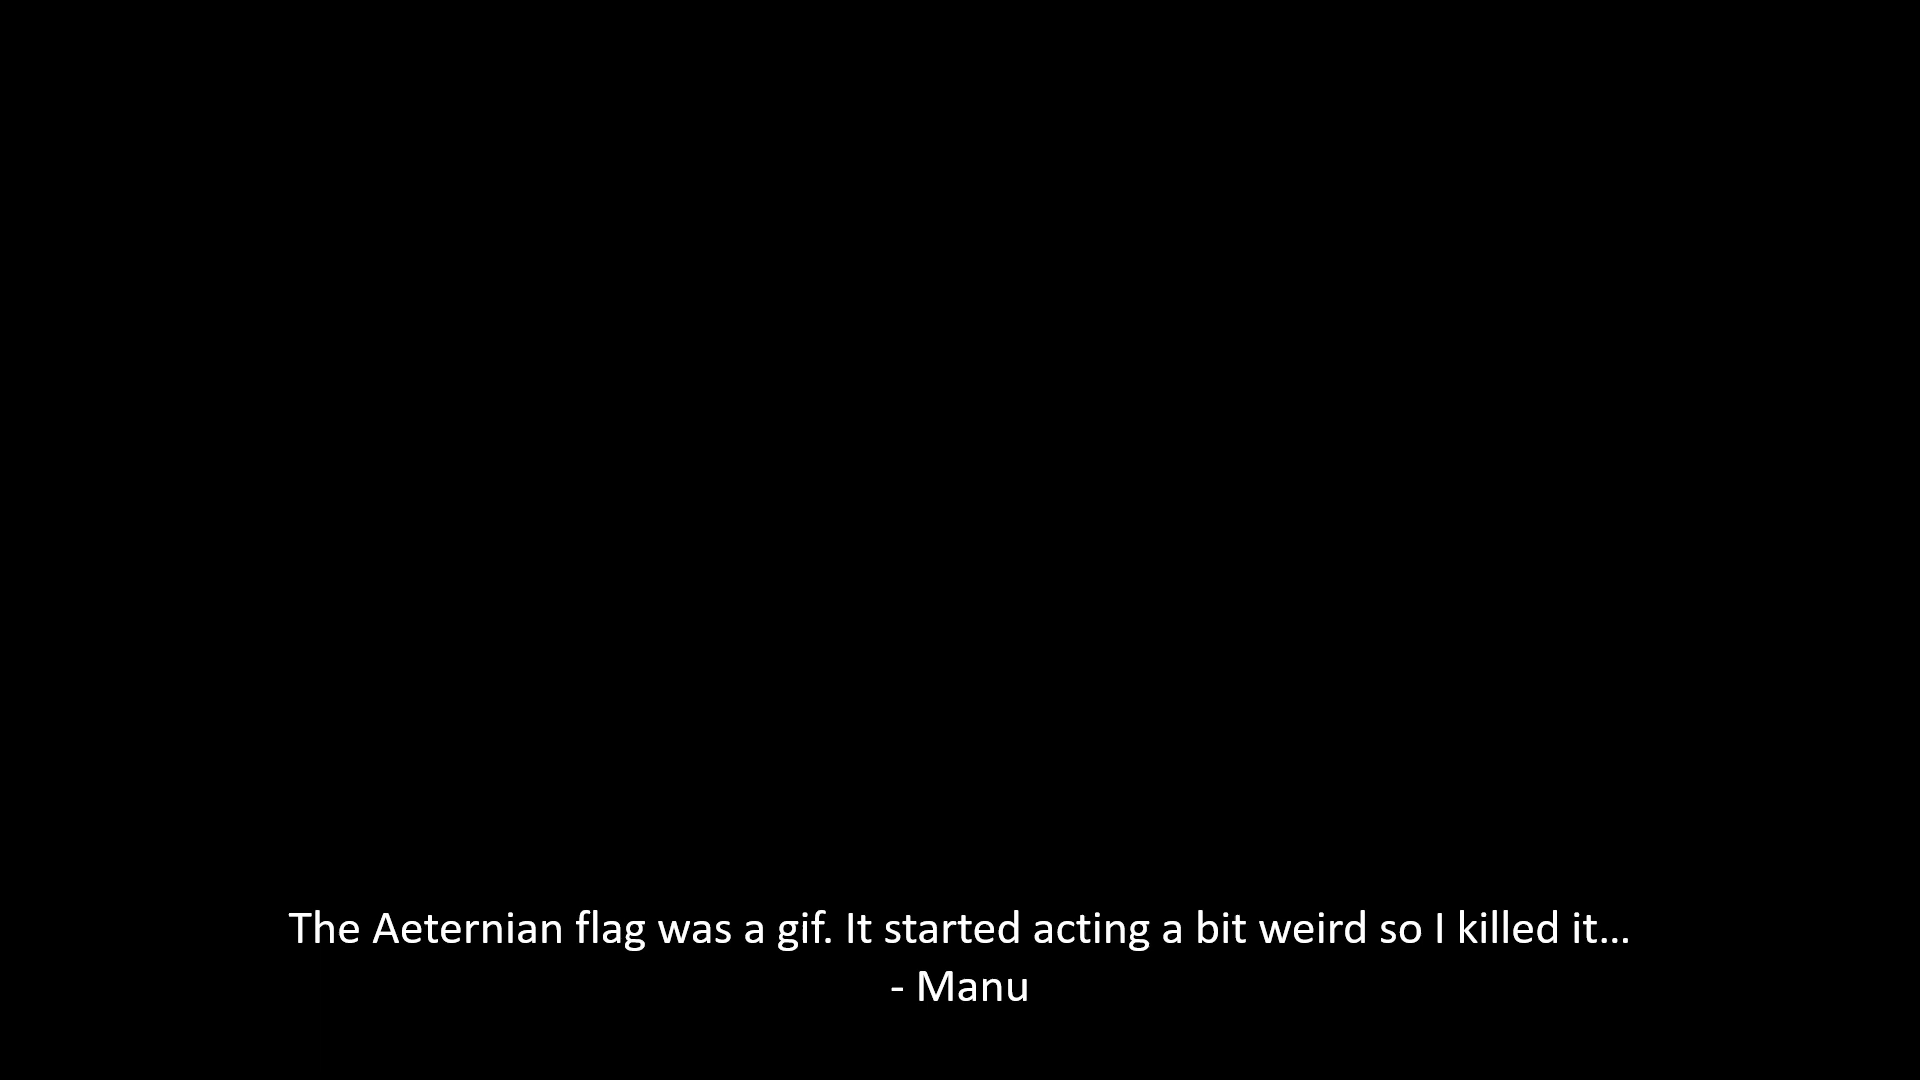 The Aeternian flag was a gif. It started acting a bit weird so I killed it...
- Manu